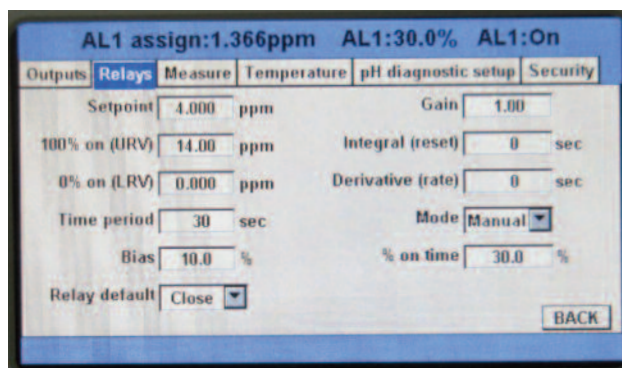 AL1 assign:1.366ppm AL1:30.0% AL1:On
Outputs Relays Measure Temperature pH diagnostic setup Security
Setpoint 4.000 ppm Gain 1.00
100% on (URV) 14.00 ppm Integral (reset) 0 sec
0% on (LRV) 0.000 ppm Derivative (rate) 0 sec
Time period 30 sec Mode Manual
Bias 10.0 % % on time 30.0 %
Relay default Close
BACK